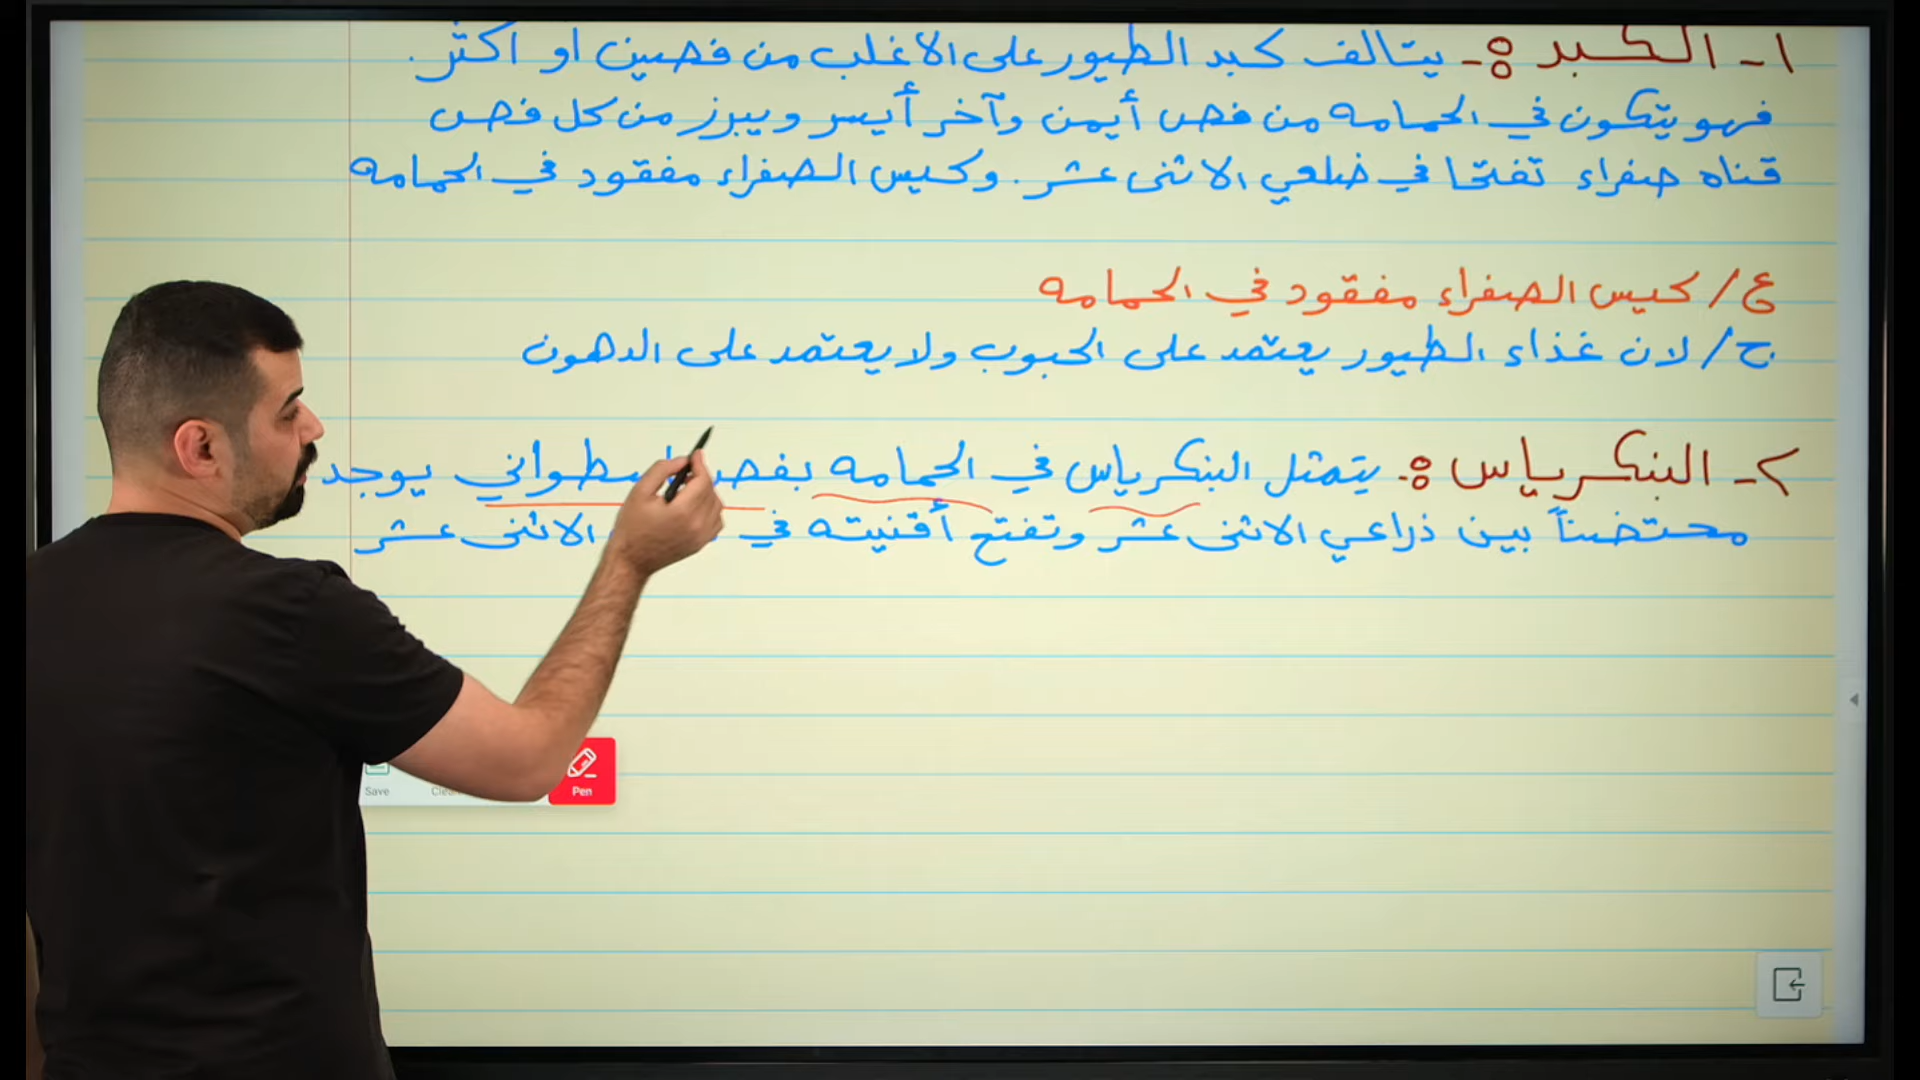 ١- الكبد :- يتالف كبد الطيور على الاغلب من فصين او اكثر.
فهو يتكون في الحمامه من فص أيمن وآخر أيسر ويبرز من كل فص
قناه صفراء تفتحا في ضلعي الاثنى عشر. وكيس الصفراء مفقود في الحمامه
ع/ كيس الصفراء مفقود في الحمامه
ج/ لان غذاء الطيور يعتمد على الحبوب ولا يعتمد على الدهون
٢- البنكرياس :- يتمثل البنكرياس في الحمامه بفص اسطواني يوجد
محتضناً بين ذراعي الاثنى عشر وتفتح أقنيته في الاثنى عشر
Save
Pen